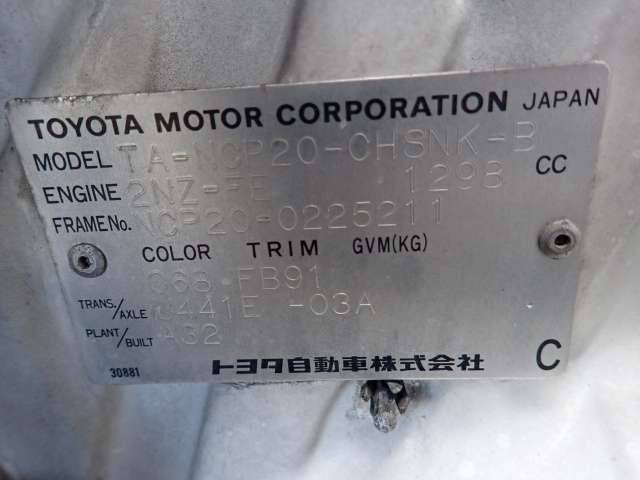 TOYOTA MOTOR CORPORATION JAPAN
MODEL TA-NCP20-CHSNK-B
ENGINE 2NZ-FE 1298 CC
FRAME No. NCP20-0225211
COLOR TRIM GVM(KG)
068 FB91
TRANS./AXLE U441E -03A
PLANT/BUILT A32
30881 トヨタ自動車株式会社 C